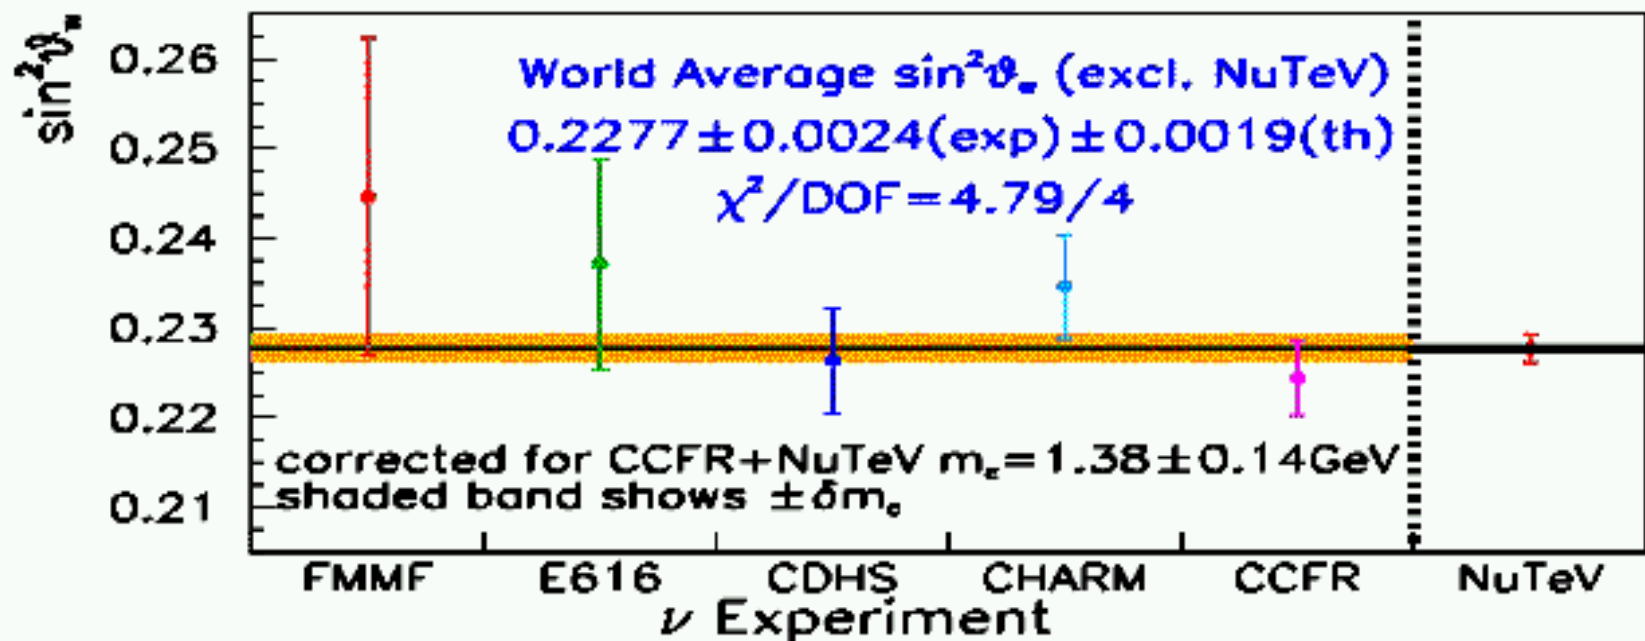 sin²ϑw
0.26
0.25
0.24
0.23
0.22
0.21
World Average sin²ϑw (excl. NuTeV)
0.2277±0.0024(exp)±0.0019(th)
χ²/DOF=4.79/4
corrected for CCFR+NuTeV mc=1.38±0.14GeV
shaded band shows ±δmc
FMMF E616 CDHS CHARM CCFR NuTeV
ν Experiment